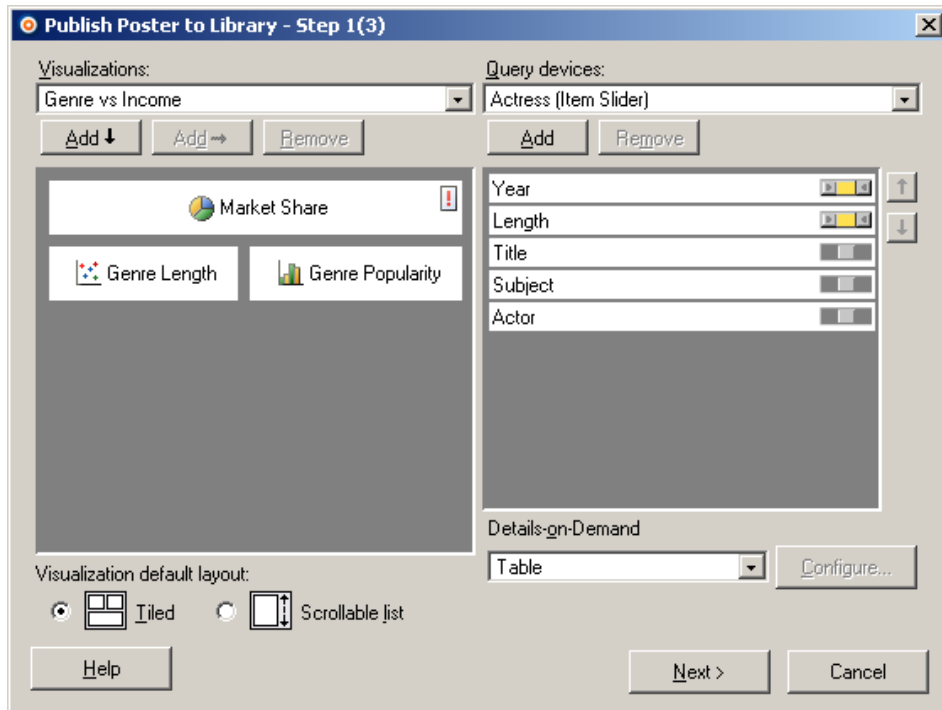 Publish Poster to Library - Step 1(3)
Visualizations:
Genre vs Income
Add
Add
Remove
Market Share
Genre Length
Genre Popularity
Visualization default layout:
Tiled
Scrollable list
Query devices:
Actress (Item Slider)
Add
Remove
Year
Length
Title
Subject
Actor
Details-on-Demand
Table
Configure...
Help
Next >
Cancel